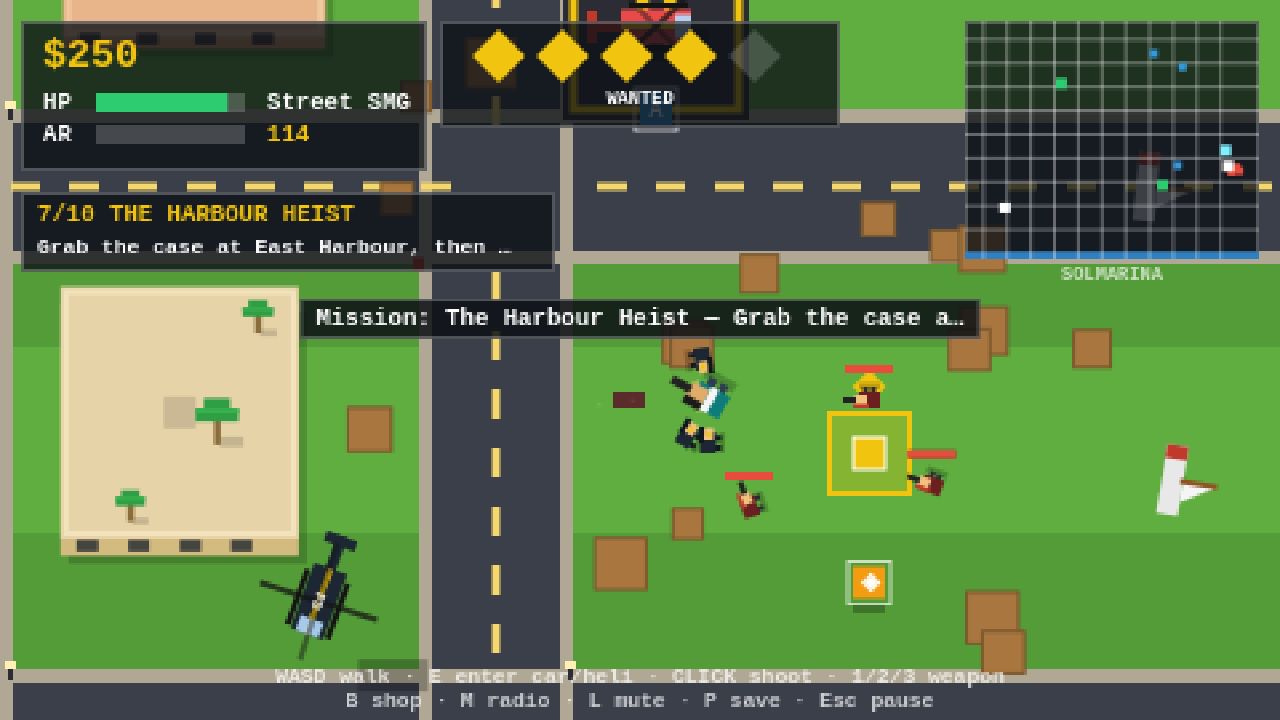 $250
HP Street SMG
AR 114
WANTED
7/10 THE HARBOUR HEIST
Grab the case at East Harbour, then …
SOLMARINA
Mission: The Harbour Heist — Grab the case a…
WASD walk · E enter car/heli · CLICK shoot · 1/2/3 weapon
B shop · M radio · L mute · P save · Esc pause